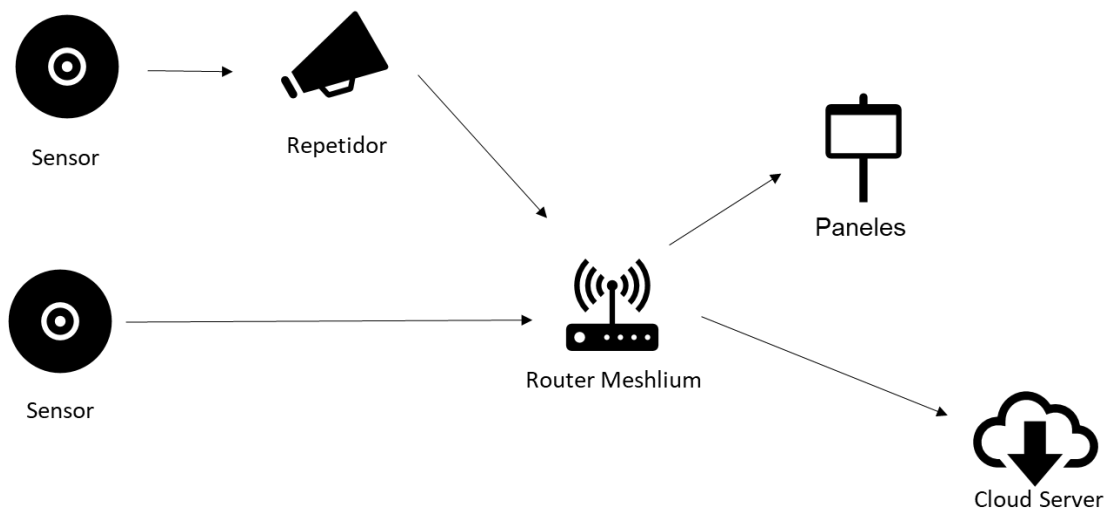 Sensor
Repetidor
Paneles
Sensor
Router Meshlium
Cloud Server